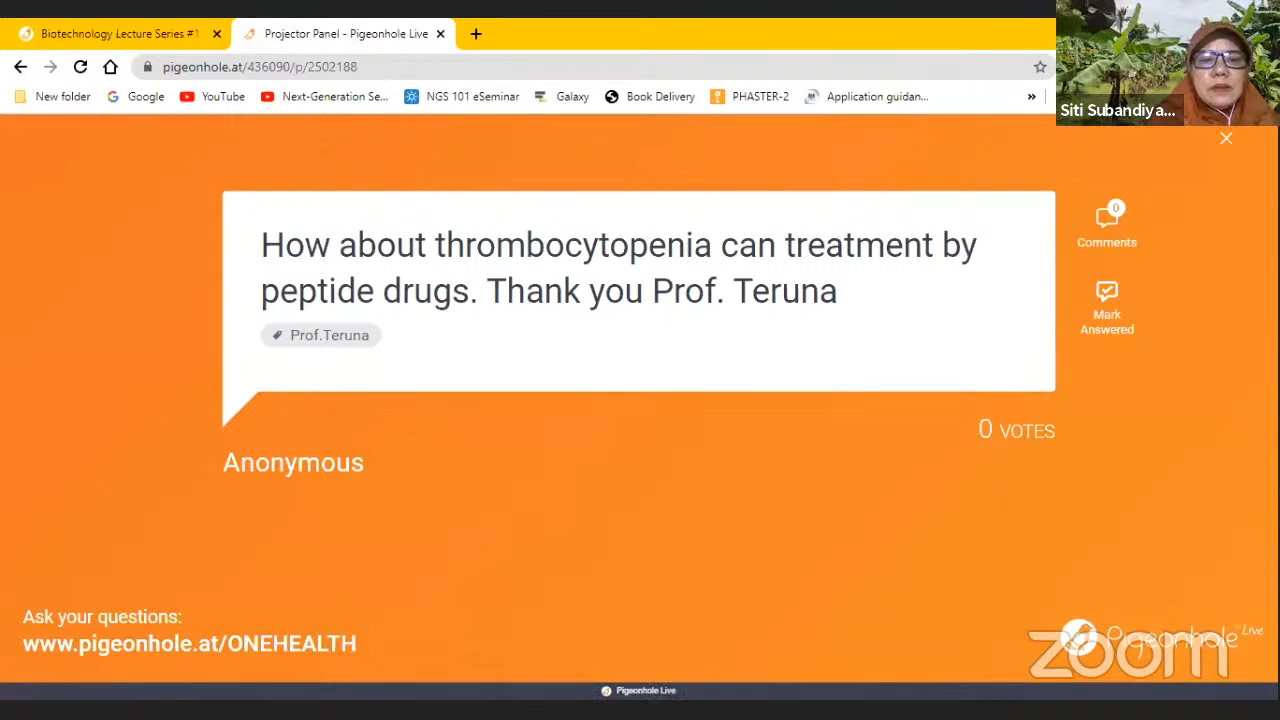 Biotechnology Lecture Series #1
Projector Panel - Pigeonhole Live
pigeonhole.at/436090/p/2502188
New folder
Google
YouTube
Next-Generation Se...
NGS 101 eSeminar
Galaxy
Book Delivery
PHASTER-2
Application guidan...
»
Siti Subandiya...
How about thrombocytopenia can treatment by
peptide drugs. Thank you Prof. Teruna
Prof.Teruna
0
Comments
Mark
Answered
0 VOTES
Anonymous
Ask your questions:
www.pigeonhole.at/ONEHEALTH
Pigeonhole Live
zoom
Pigeonhole Live